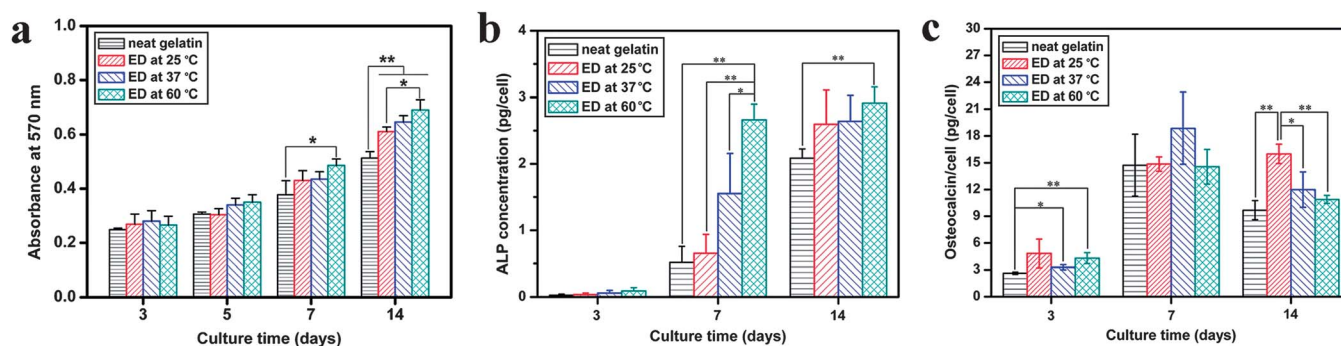 a
Absorbance at 570 nm
1.0
0.8
0.6
0.4
0.2
0.0
neat gelatin
ED at 25 °C
ED at 37 °C
ED at 60 °C
*
**
*
3 5 7 14
Culture time (days)
b
ALP concentration (pg/cell)
4
3
2
1
0
neat gelatin
ED at 25 °C
ED at 37 °C
ED at 60 °C
**
**
*
**
3 7 14
Culture time (days)
c
Osteocalcin/cell (pg/cell)
30
27
24
21
18
15
12
9
6
3
0
neat gelatin
ED at 25 °C
ED at 37 °C
ED at 60 °C
**
*
**
**
*
3 7 14
Culture time (days)